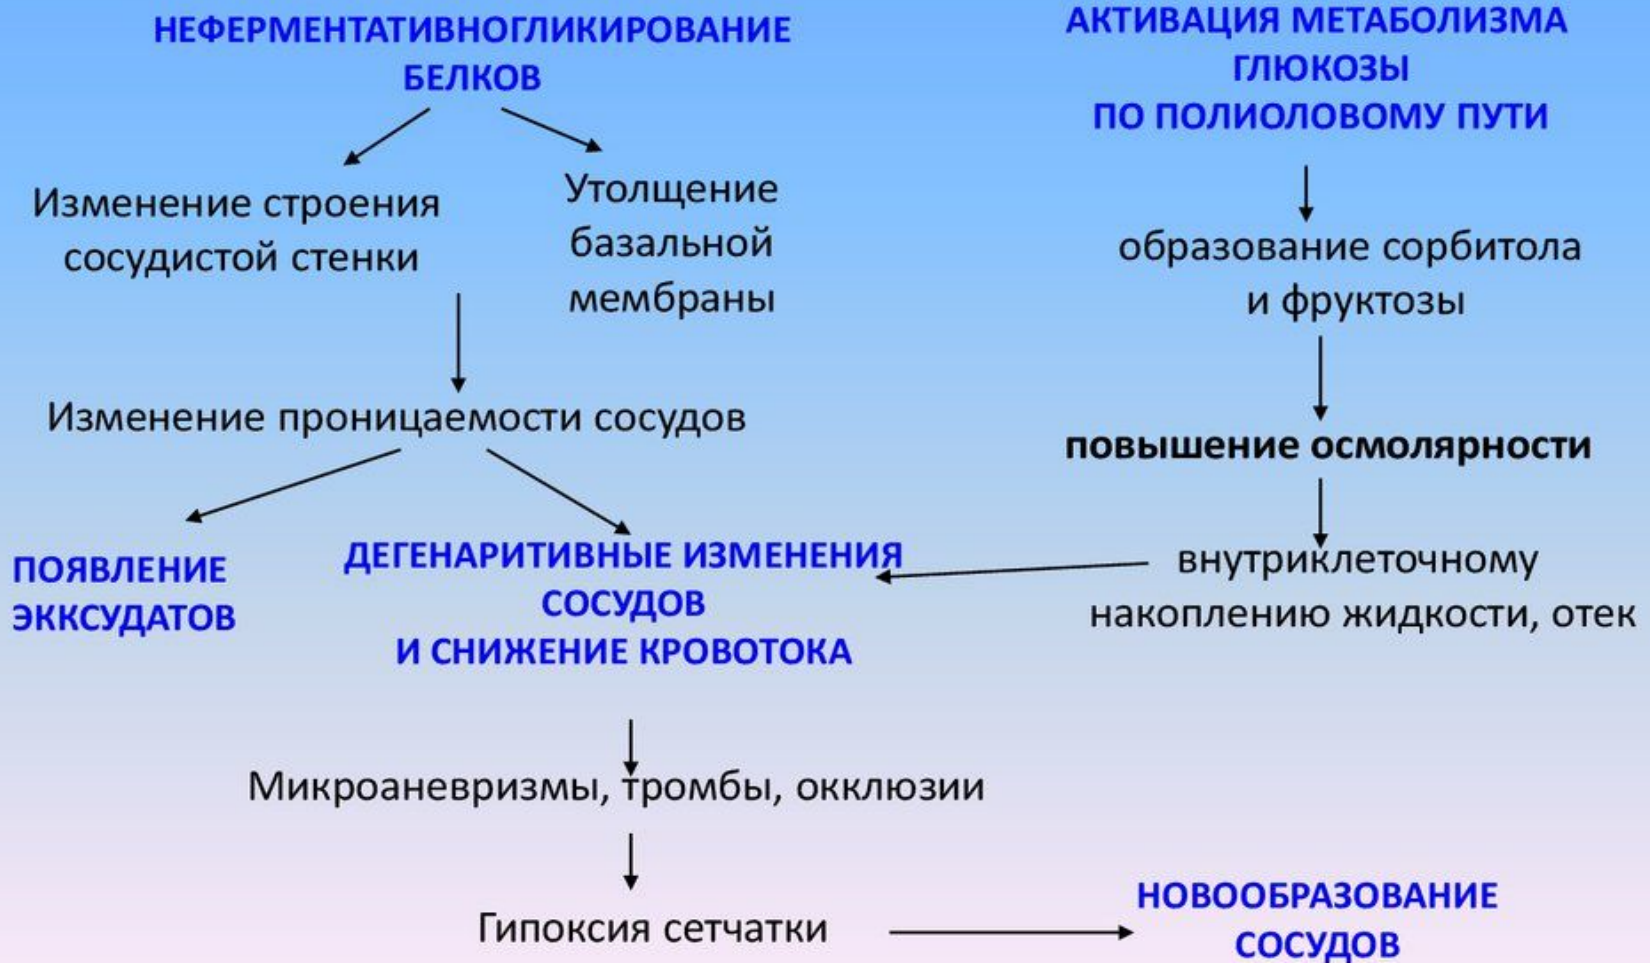 НЕФЕРМЕНТАТИВНОГЛИКИРОВАНИЕ
БЕЛКОВ
АКТИВАЦИЯ МЕТАБОЛИЗМА
ГЛЮКОЗЫ
ПО ПОЛИОЛОВОМУ ПУТИ
Изменение строения
сосудистой стенки
Утолщение
базальной
мембраны
образование сорбитола
и фруктозы
Изменение проницаемости сосудов
повышение осмолярности
ПОЯВЛЕНИЕ
ЭККСУДАТОВ
ДЕГЕНАРИТИВНЫЕ ИЗМЕНЕНИЯ
СОСУДОВ
И СНИЖЕНИЕ КРОВОТОКА
внутриклеточному
накоплению жидкости, отек
Микроаневризмы, тромбы, окклюзии
Гипоксия сетчатки
НОВООБРАЗОВАНИЕ
СОСУДОВ